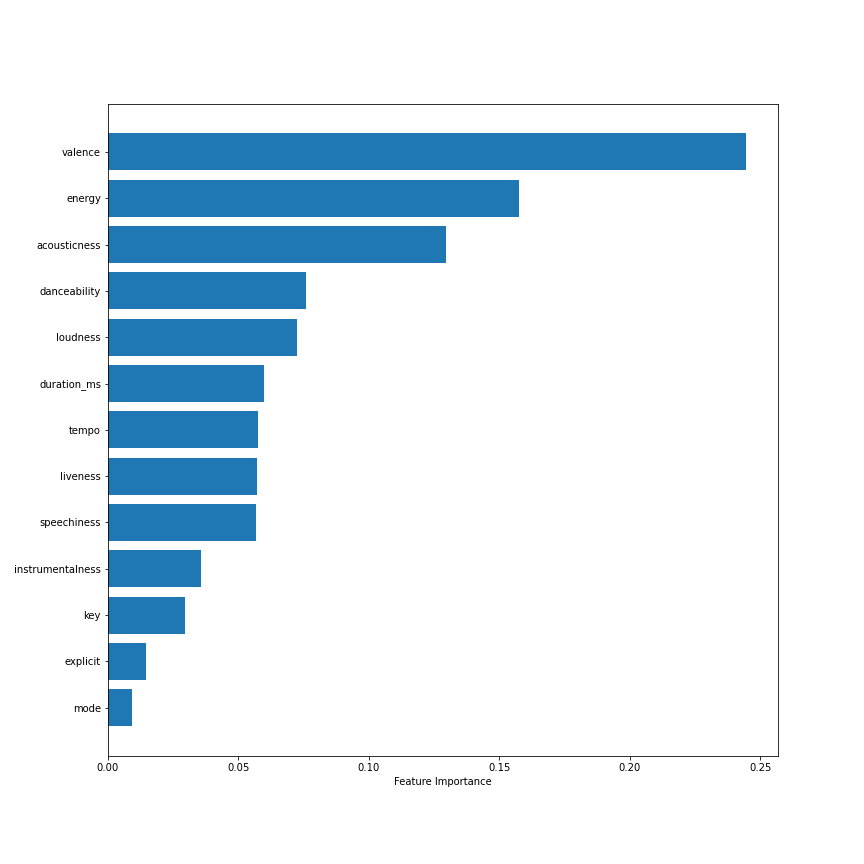 valence
energy
acousticness
danceability
loudness
duration_ms
tempo
liveness
speechiness
instrumentalness
key
explicit
mode
0.00 0.05 0.10 0.15 0.20 0.25
Feature Importance